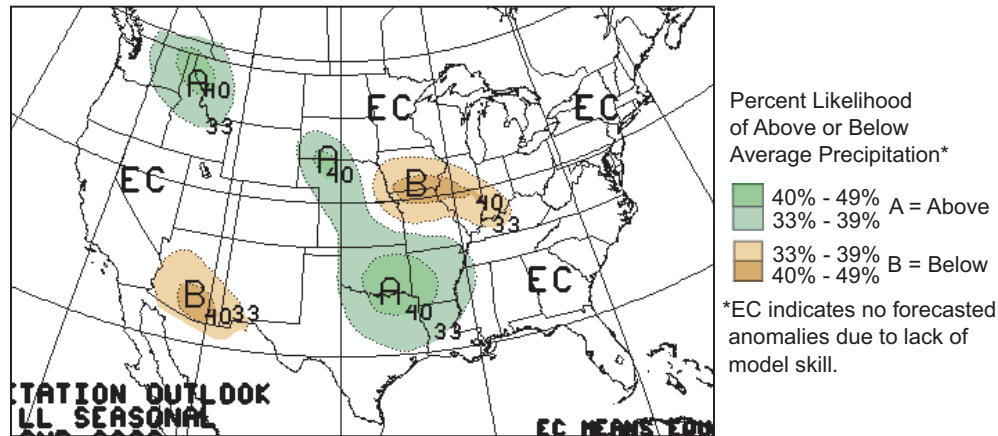 A 40
33
EC
EC
EC
A 40
B 40
33
EC
B 40 33
A 40
33
OUTLOOK
SEASONAL
EC MEANS
Percent Likelihood
of Above or Below
Average Precipitation*
40% - 49%
33% - 39%
A = Above
33% - 39%
40% - 49%
B = Below
*EC indicates no forecasted
anomalies due to lack of
model skill.